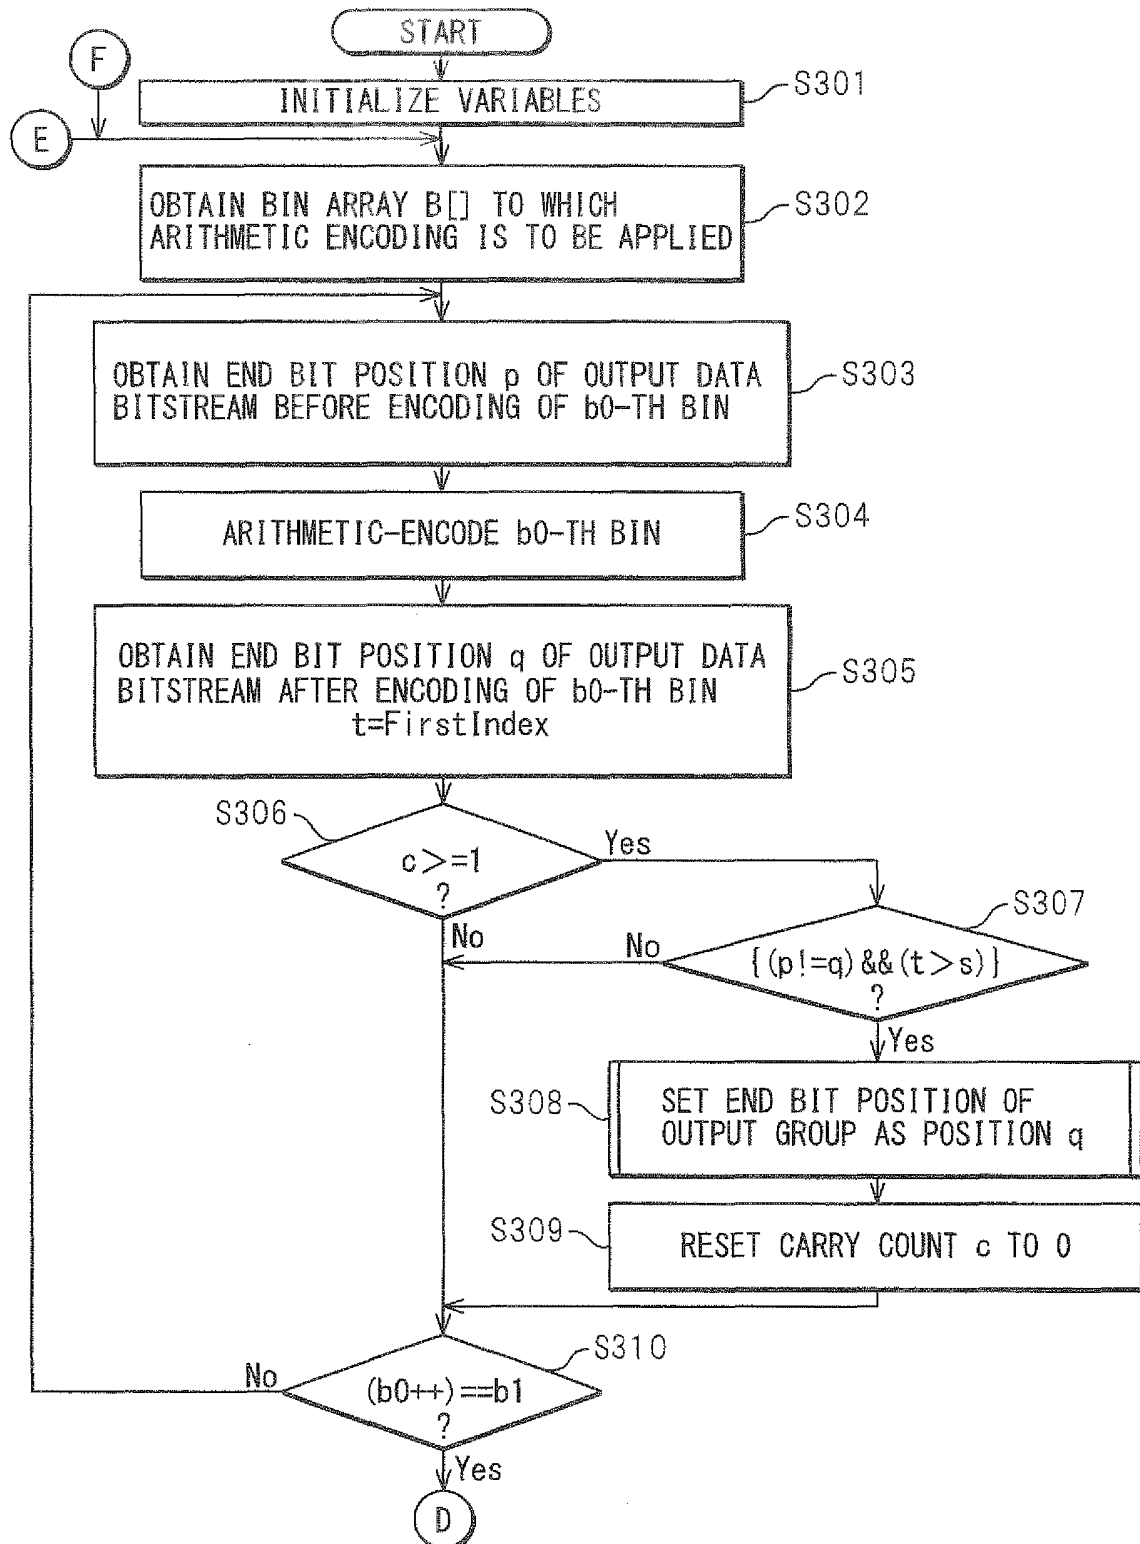 START
F
INITIALIZE VARIABLES
S301
E
OBTAIN BIN ARRAY B[] TO WHICH
ARITHMETIC ENCODING IS TO BE APPLIED
S302
OBTAIN END BIT POSITION p OF OUTPUT DATA
BITSTREAM BEFORE ENCODING OF b0-TH BIN
S303
ARITHMETIC-ENCODE b0-TH BIN
S304
OBTAIN END BIT POSITION q OF OUTPUT DATA
BITSTREAM AFTER ENCODING OF b0-TH BIN
t=FirstIndex
S305
S306
c>=1
?
Yes
No
S307
{(p!=q)&&(t>s)}
?
No
Yes
S308
SET END BIT POSITION OF
OUTPUT GROUP AS POSITION q
S309
RESET CARRY COUNT c TO 0
S310
(b0++)==b1
?
No
Yes
D